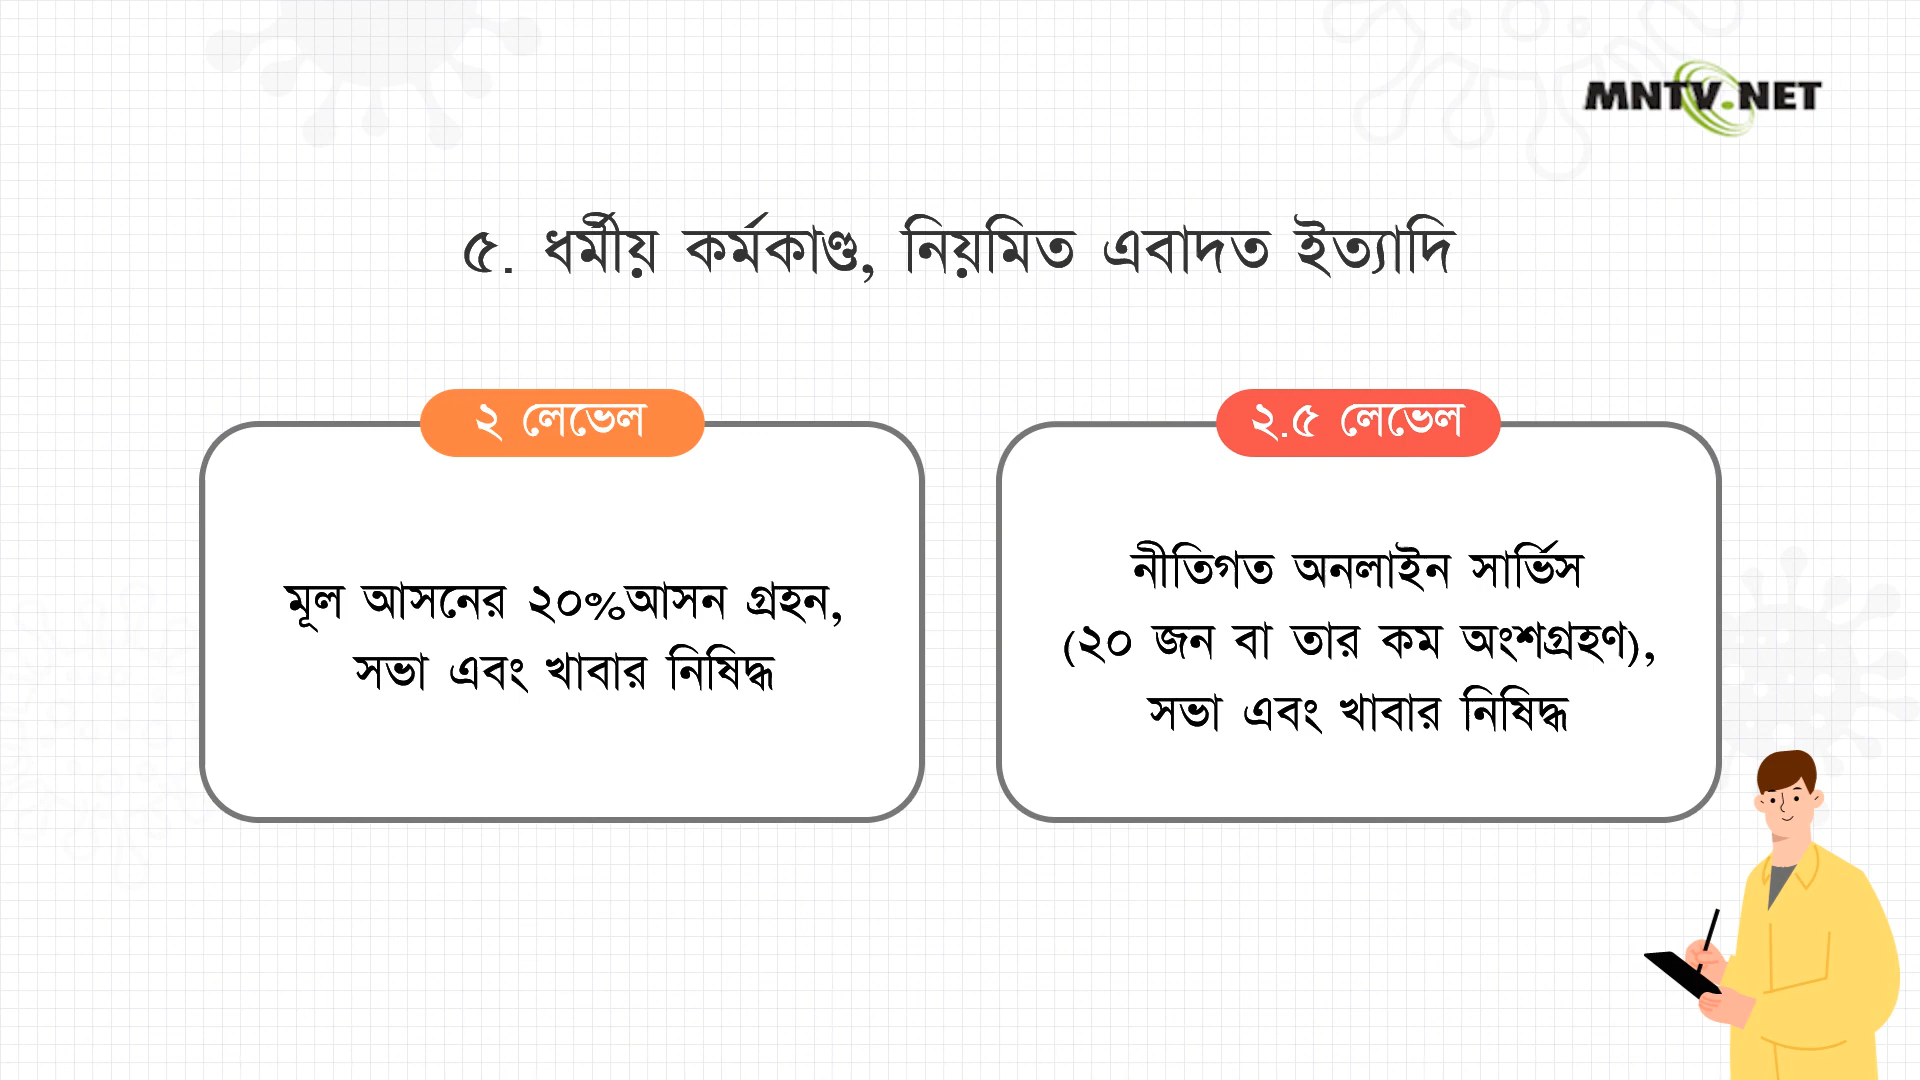 MNTV.NET
৫. ধর্মীয় কর্মকাণ্ড, নিয়মিত এবাদত ইত্যাদি
২ লেভেল
মূল আসনের ২০%আসন গ্রহন,
সভা এবং খাবার নিষিদ্ধ
২.৫ লেভেল
নীতিগত অনলাইন সার্ভিস
(২০ জন বা তার কম অংশগ্রহণ),
সভা এবং খাবার নিষিদ্ধ